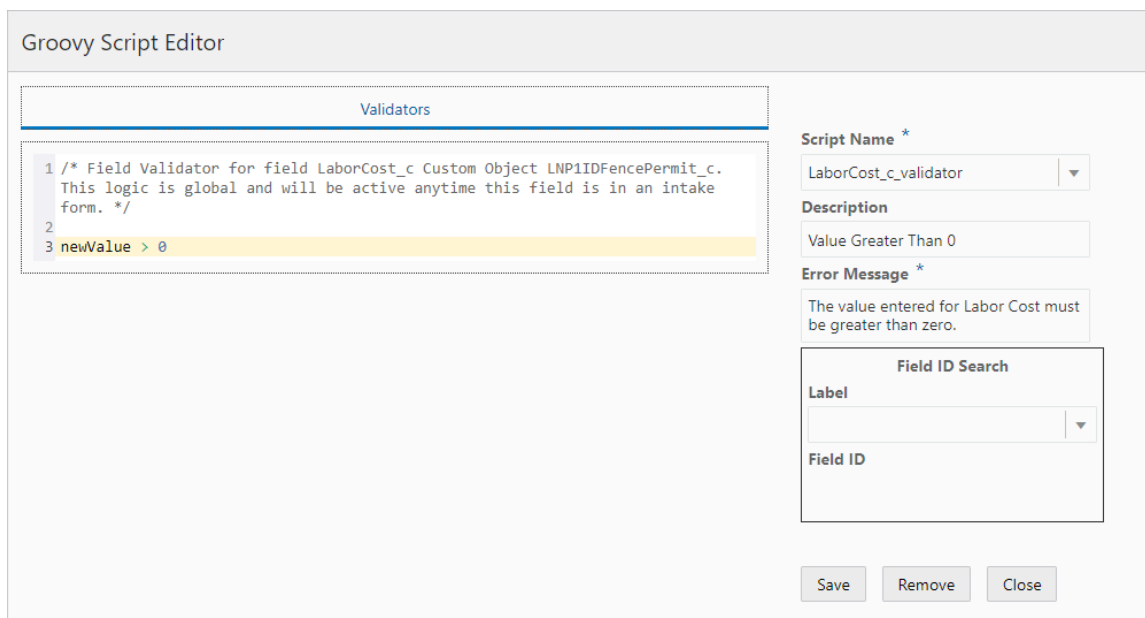 Groovy Script Editor
Validators
1 /* Field Validator for field LaborCost_c Custom Object LNP1IDFencePermit_c.
This logic is global and will be active anytime this field is in an intake
form. */
2
3 newValue > 0
Script Name *
LaborCost_c_validator
Description
Value Greater Than 0
Error Message *
The value entered for Labor Cost must
be greater than zero.
Field ID Search
Label
Field ID
Save Remove Close